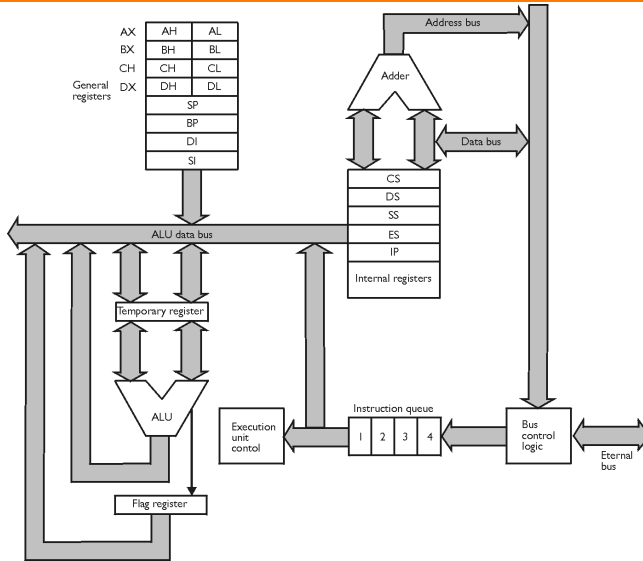 Address bus
AX AH AL
BX BH BL
CH CH CL
General registers
DX DH DL
SP
BP
DI
SI
Adder
Data bus
CS
DS
SS
ES
IP
Internal registers
ALU data bus
Temporary register
ALU
Flag register
Execution
unit
contol
Instruction queue
1 2 3 4
Bus
control
logic
Eternal
bus